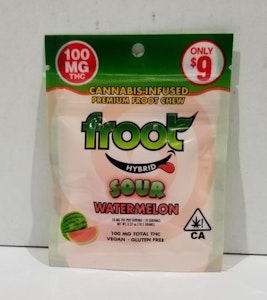 100
MG
THC
ONLY
$9
CANNABIS-INFUSED
PREMIUM FROOT CHEW
froot
HYBRID
SOUR
WATERMELON
100 MG TOTAL THC
VEGAN - GLUTEN FREE
CA